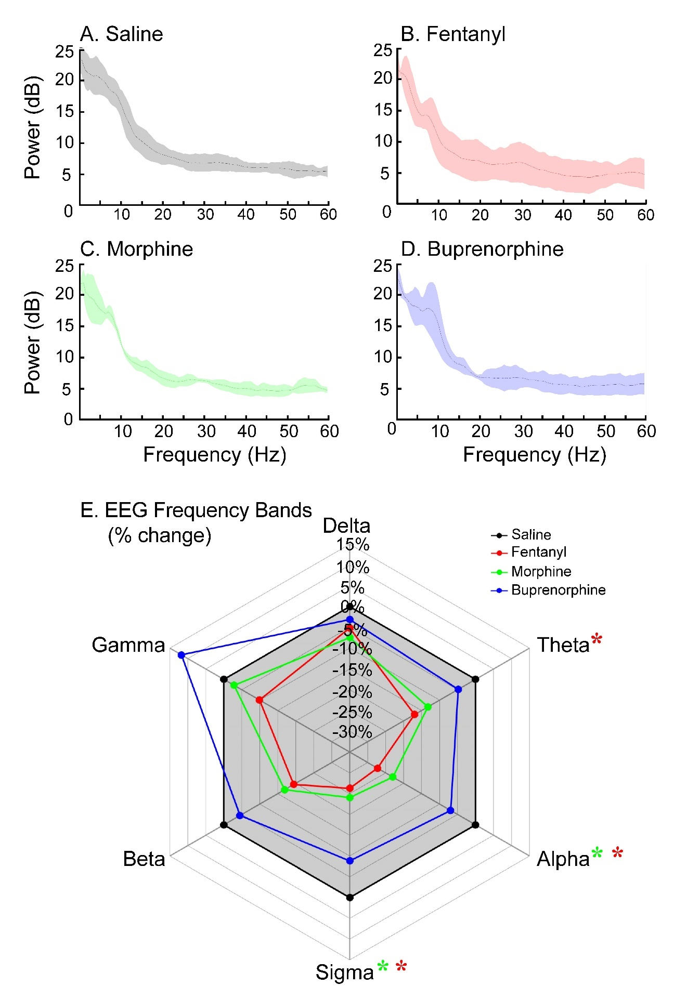 A. Saline
25
20
15
10
5
0
10 20 30 40 50 60
Power (dB)
B. Fentanyl
25
20
15
10
5
0
10 20 30 40 50 60
C. Morphine
25
20
15
10
5
0
10 20 30 40 50 60
Power (dB)
Frequency (Hz)
D. Buprenorphine
25
20
15
10
5
0
10 20 30 40 50 60
Frequency (Hz)
E. EEG Frequency Bands
(% change)
Delta
15%
10%
5%
0%
-5%
-10%
-15%
-20%
-25%
-30%
Saline
Fentanyl
Morphine
Buprenorphine
Gamma
Theta*
Beta
Alpha* *
Sigma* *